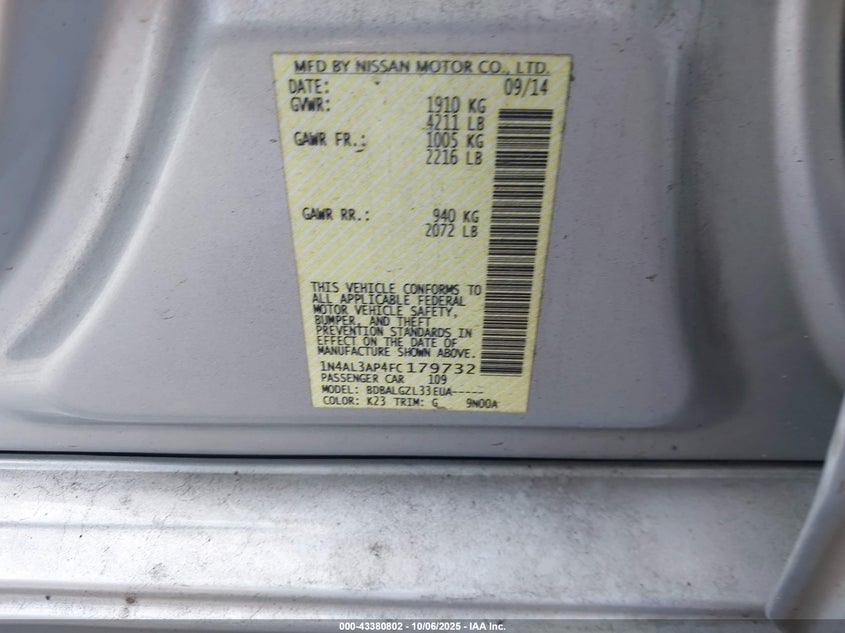 MFD BY NISSAN MOTOR CO., LTD.
DATE: 09/14
GVWR: 1910 KG
4211 LB
GAWR FR.: 1005 KG
2216 LB
GAWR RR.: 940 KG
2072 LB
THIS VEHICLE CONFORMS TO
ALL APPLICABLE FEDERAL
MOTOR VEHICLE SAFETY,
BUMPER, AND THEFT
PREVENTION STANDARDS IN
EFFECT ON THE DATE OF
MANUFACTURE SHOWN ABOVE.
1N4AL3AP4FC179732
PASSENGER CAR 109
MODEL: BDBALGZL33EUA-----
COLOR: K23 TRIM: G_ 9N00A
000-43380802 - 10/06/2025 - IAA Inc.